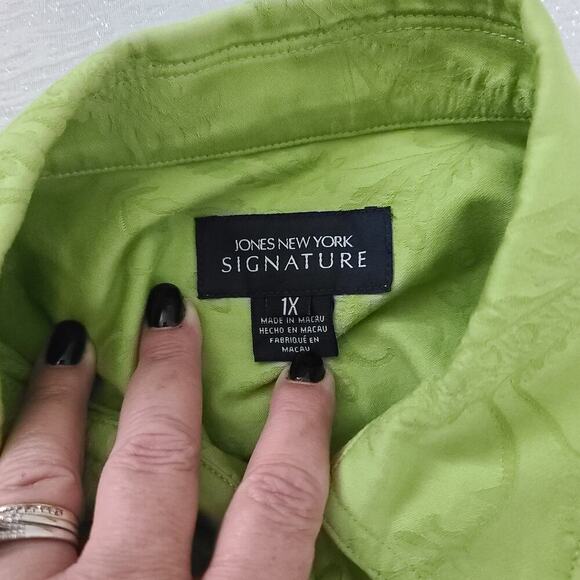 JONES NEW YORK
SIGNATURE
1X
MADE IN MACAU
HECHO EN MACAU
FABRIQUÉ EN
MACAU